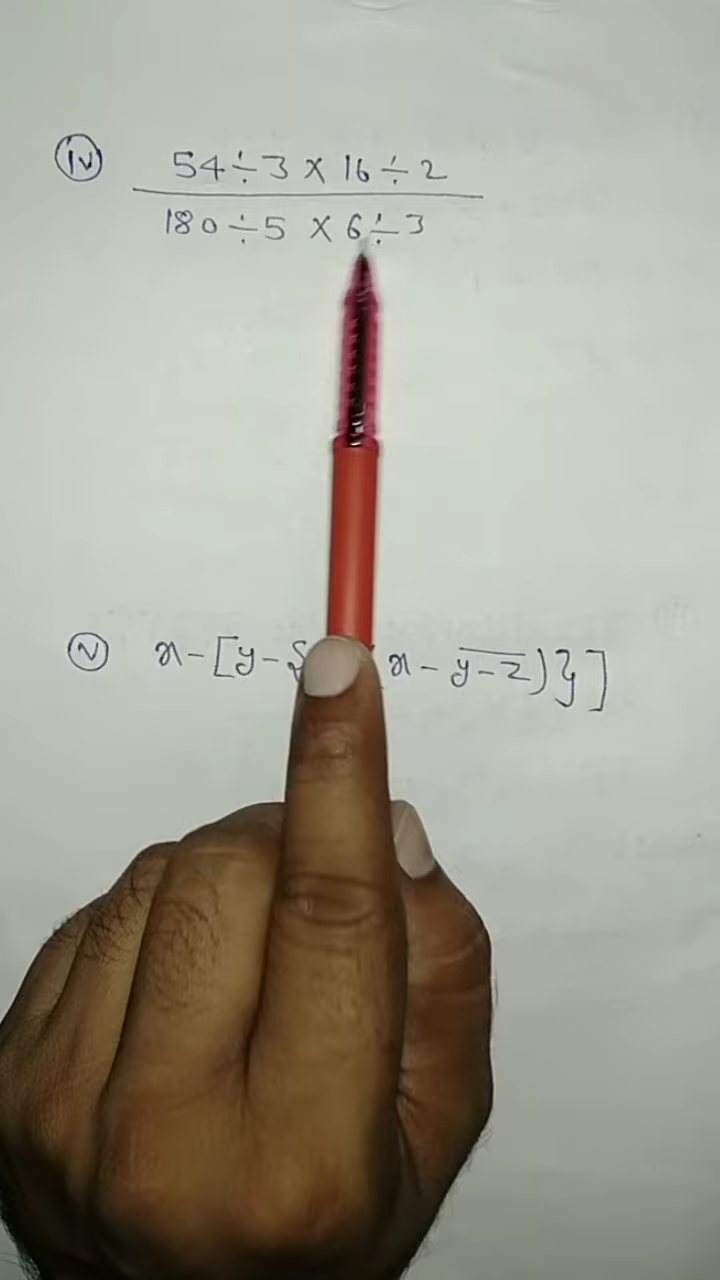 (iv) 54÷3 × 16÷2
180÷5 × 6÷3
(v) x-[y-{ x-y-z)}]